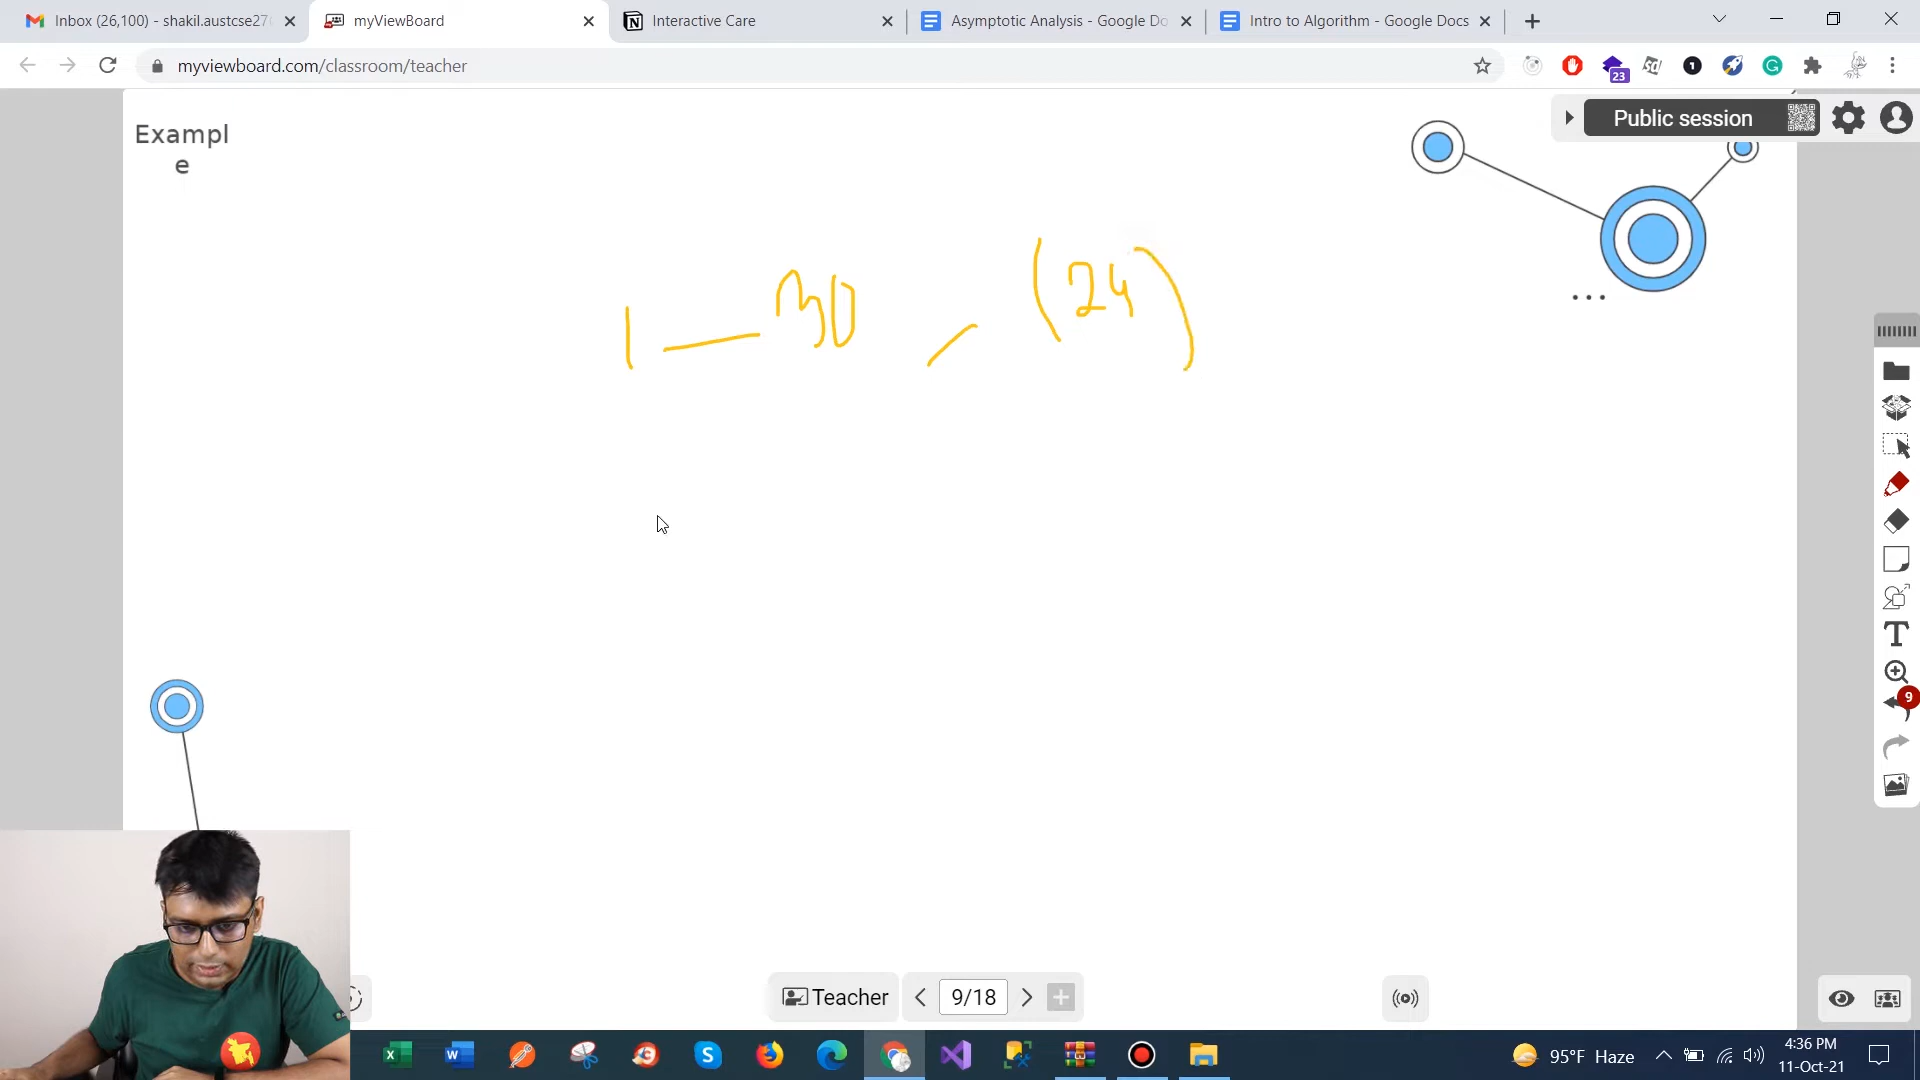 Inbox (26,100) - shakil.austcse27
myViewBoard
Interactive Care
Asymptotic Analysis - Google Do
Intro to Algorithm - Google Docs
myviewboard.com/classroom/teacher
23
Exampl
e
Public session
1 — 30 (24)
...
9
Teacher
9/18
95°F Haze
4:36 PM
11-Oct-21